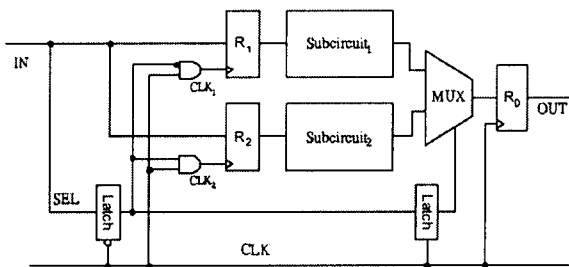 R1
Subcircuit1
IN
CLK1
MUX
R0
OUT
R2
Subcircuit2
CLK2
SEL
Latch
Latch
CLK